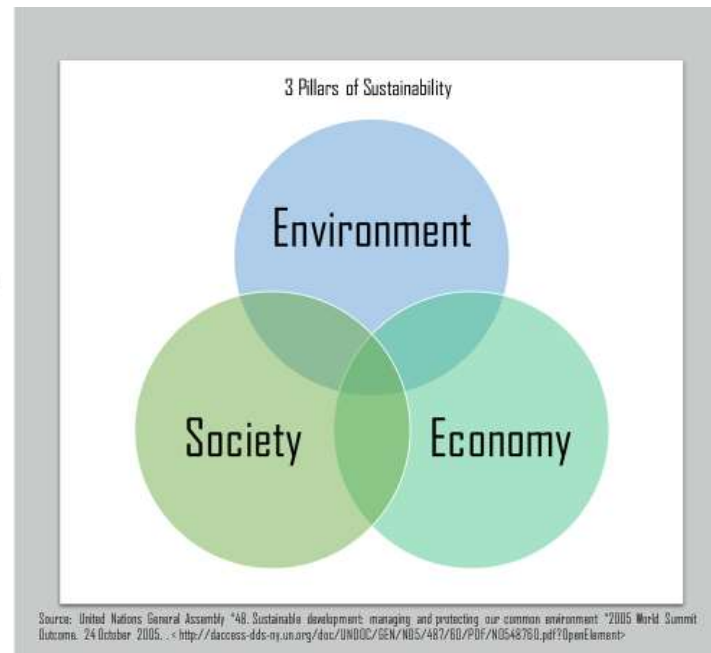 3 Pillars of Sustainability
Environment
Society
Economy
Source: United Nations General Assembly "48. Sustainable development: managing and protecting our common environment "2005 World Summit
Outcome. 24 October 2005. . < http://daccess-dds-ny.un.org/doc/UNDOC/GEN/N05/487/60/PDF/N0548760.pdf?OpenElement>